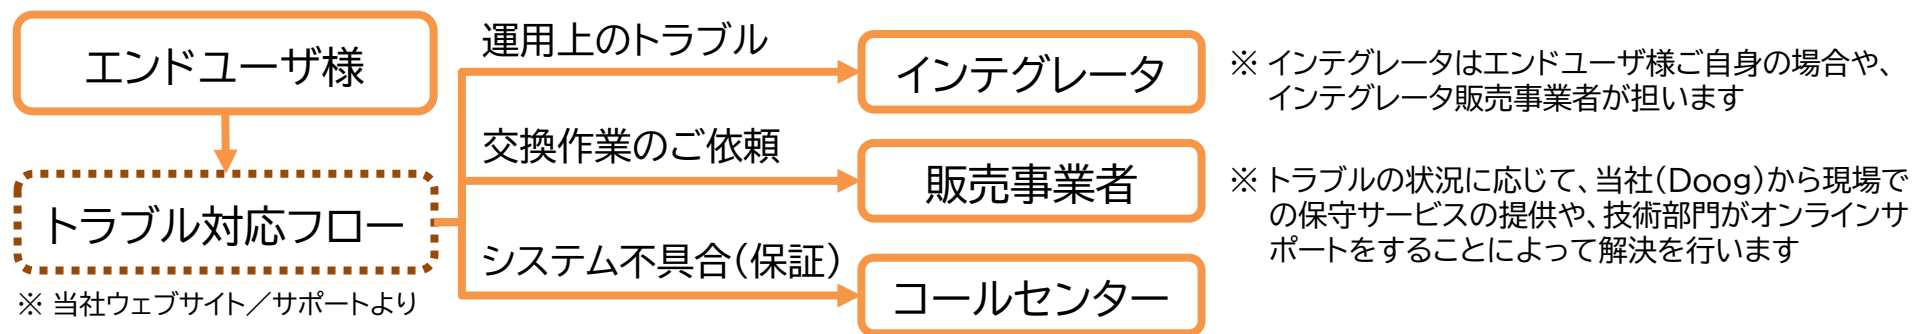 エンドユーザ様
トラブル対応フロー
※ 当社ウェブサイト／サポートより
運用上のトラブル
インテグレータ
※ インテグレータはエンドユーザ様ご自身の場合や、
インテグレータ販売事業者が担います
交換作業のご依頼
販売事業者
※ トラブルの状況に応じて、当社（Doog）から現場で
の保守サービスの提供や、技術部門がオンラインサ
ポートをすることによって解決を行います
システム不具合（保証）
コールセンター